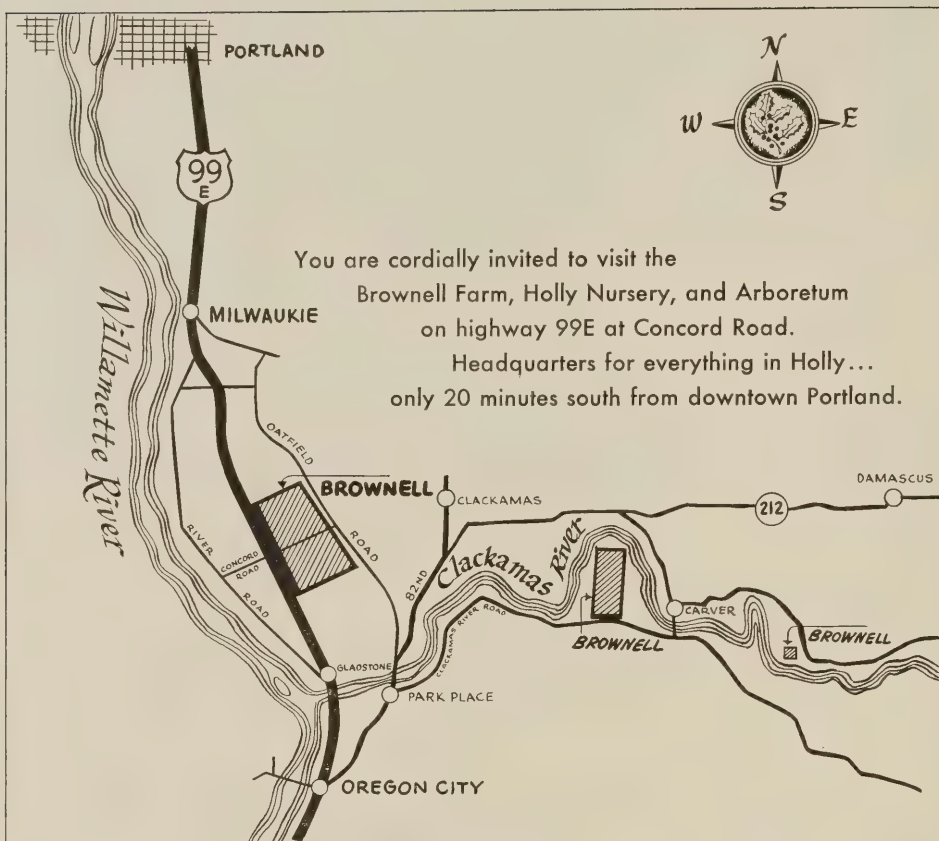 PORTLAND
N
W
E
S
99
E
You are cordially invited to visit the
Brownell Farm, Holly Nursery, and Arboretum
on highway 99E at Concord Road.
Headquarters for everything in Holly...
only 20 minutes south from downtown Portland.
Willamette River
MILWAUKIE
OATFIELD
ROAD
BROWNELL
CLACKAMAS
DAMASCUS
212
RIVER
ROAD
CONCORD
ROAD
82ND
Clackamas River
CLACKAMAS RIVER ROAD
BROWNELL
CARVER
BROWNELL
GLADSTONE
PARK PLACE
OREGON CITY